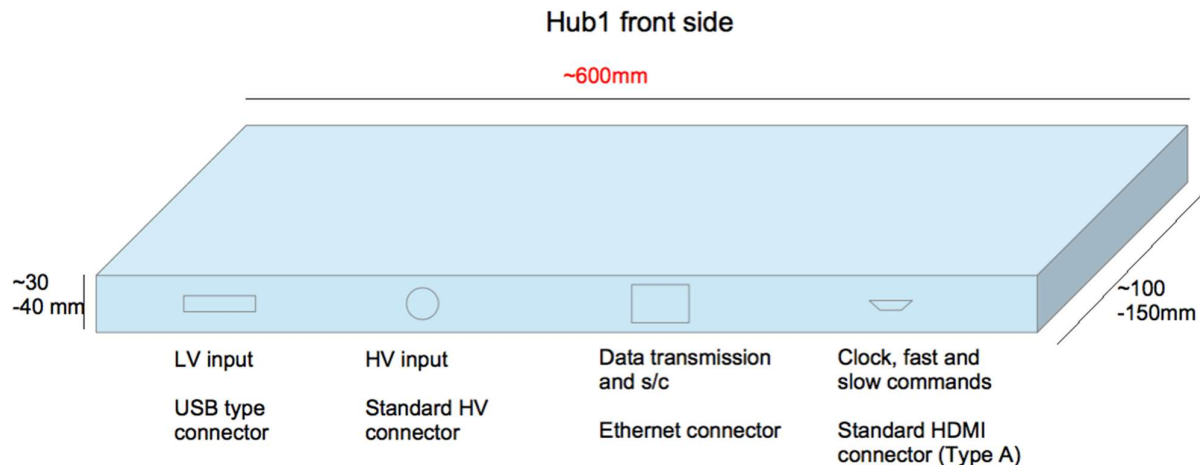 Hub1 front side
~600mm
~30
-40 mm
~100
-150mm
LV input
USB type
connector
HV input
Standard HV
connector
Data transmission
and s/c
Ethernet connector
Clock, fast and
slow commands
Standard HDMI
connector (Type A)